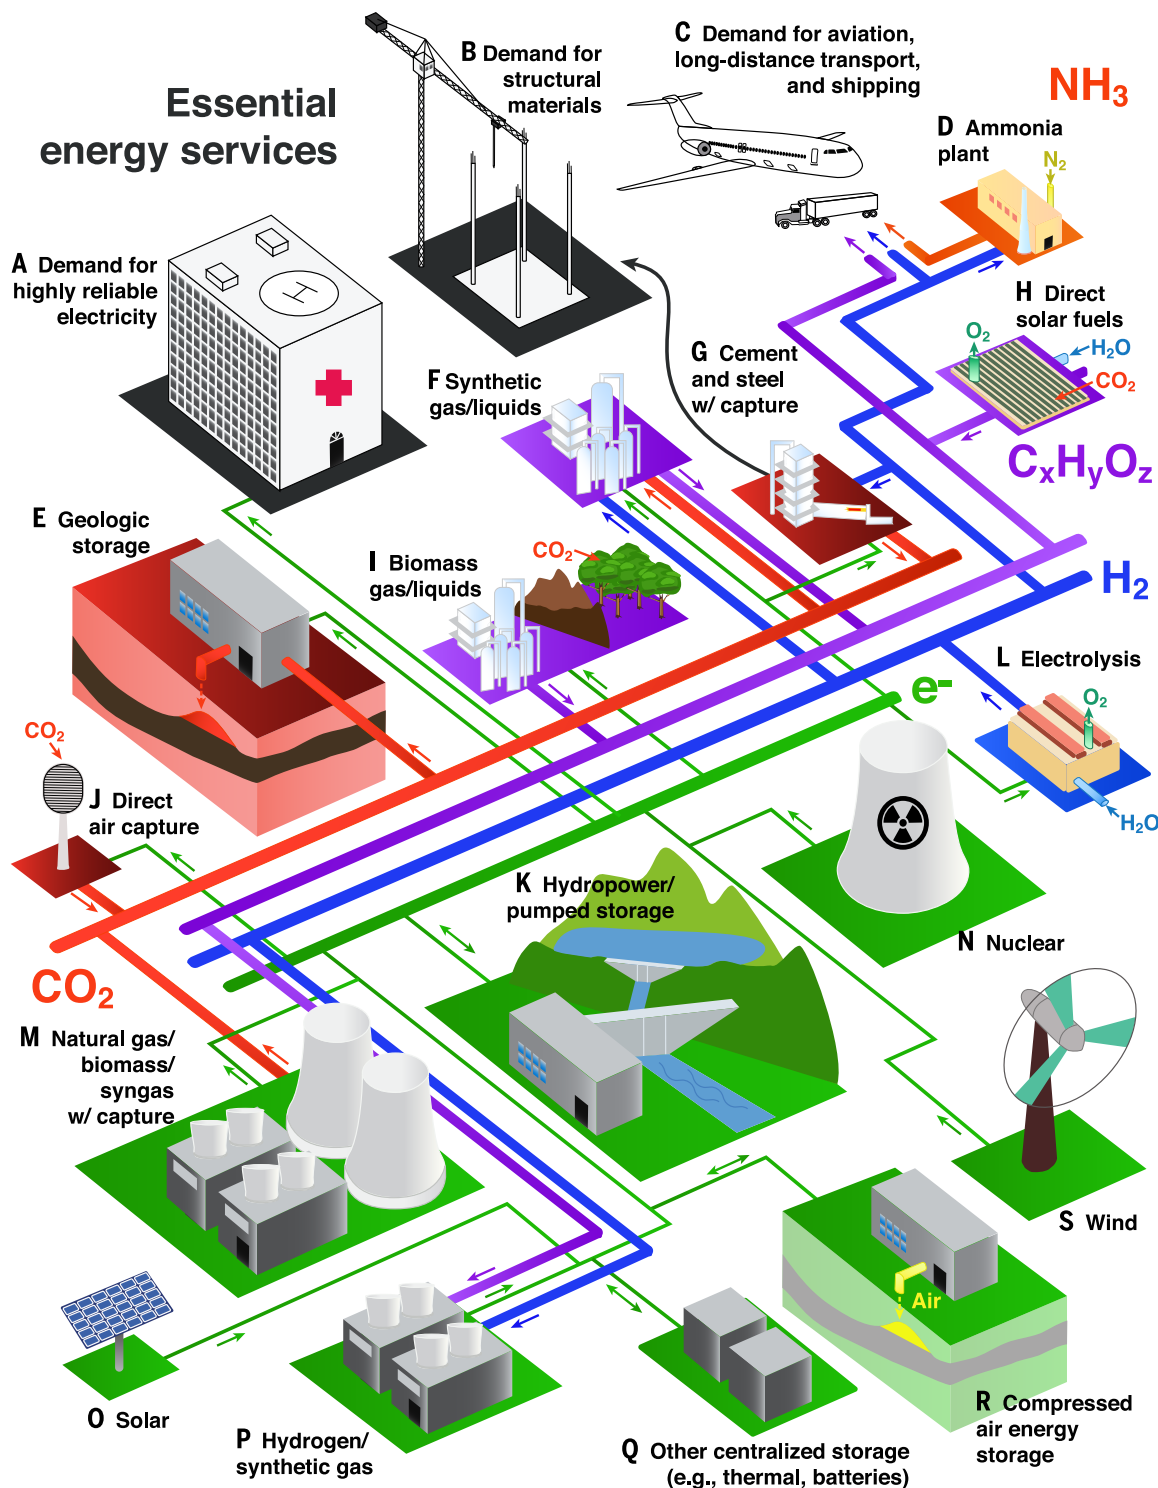 Essential
energy services
A Demand for
highly reliable
electricity
B Demand for
structural
materials
C Demand for aviation,
long-distance transport,
and shipping
NH3
D Ammonia
plant
N2
H
H Direct
solar fuels
O2
H2O
CO2
CxHyOz
F Synthetic
gas/liquids
G Cement
and steel
w/ capture
E Geologic
storage
I Biomass
gas/liquids
CO2
H2
L Electrolysis
O2
H2O
e-
CO2
J Direct
air capture
K Hydropower/
pumped storage
N Nuclear
CO2
M Natural gas/
biomass/
syngas
w/ capture
S Wind
Air
O Solar
P Hydrogen/
synthetic gas
Q Other centralized storage
(e.g., thermal, batteries)
R Compressed
air energy
storage